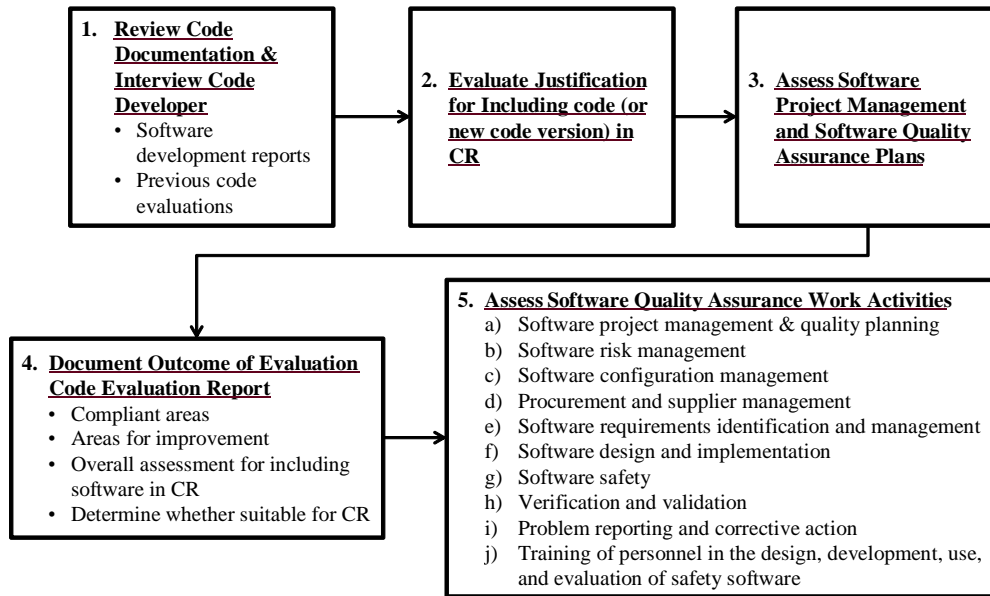 1. Review Code
Documentation &
Interview Code
Developer
• Software
development reports
• Previous code
evaluations
2. Evaluate Justification
for Including code (or
new code version) in
CR
3. Assess Software
Project Management
and Software Quality
Assurance Plans
4. Document Outcome of Evaluation
Code Evaluation Report
• Compliant areas
• Areas for improvement
• Overall assessment for including
software in CR
• Determine whether suitable for CR
5. Assess Software Quality Assurance Work Activities
a) Software project management & quality planning
b) Software risk management
c) Software configuration management
d) Procurement and supplier management
e) Software requirements identification and management
f) Software design and implementation
g) Software safety
h) Verification and validation
i) Problem reporting and corrective action
j) Training of personnel in the design, development, use,
and evaluation of safety software